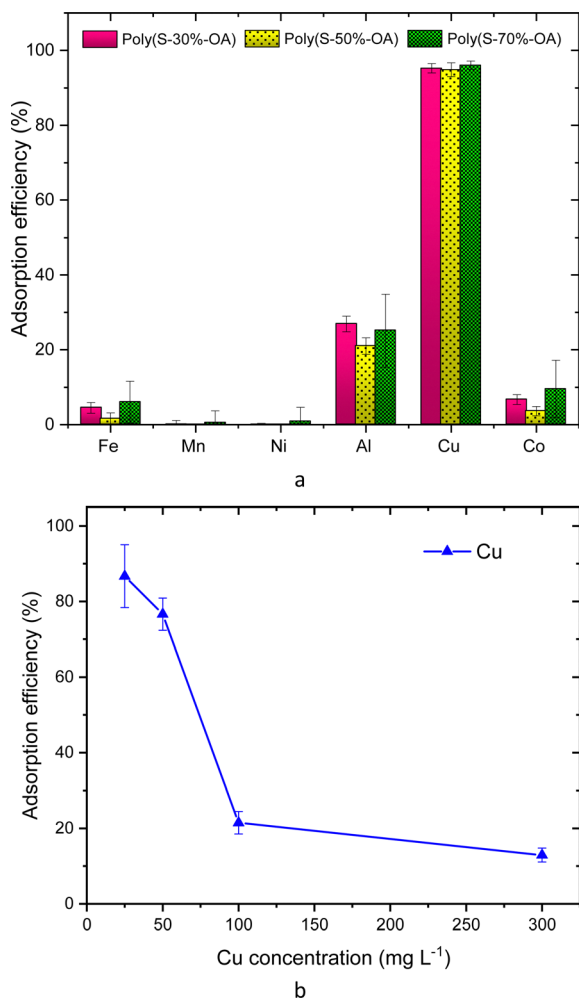 Poly(S-30%-OA) Poly(S-50%-OA) Poly(S-70%-OA)
Adsorption efficiency (%)
100
80
60
40
20
0
Fe Mn Ni Al Cu Co
a
Cu
Adsorption efficiency (%)
100
80
60
40
20
0
0 50 100 150 200 250 300
Cu concentration (mg L⁻¹)
b